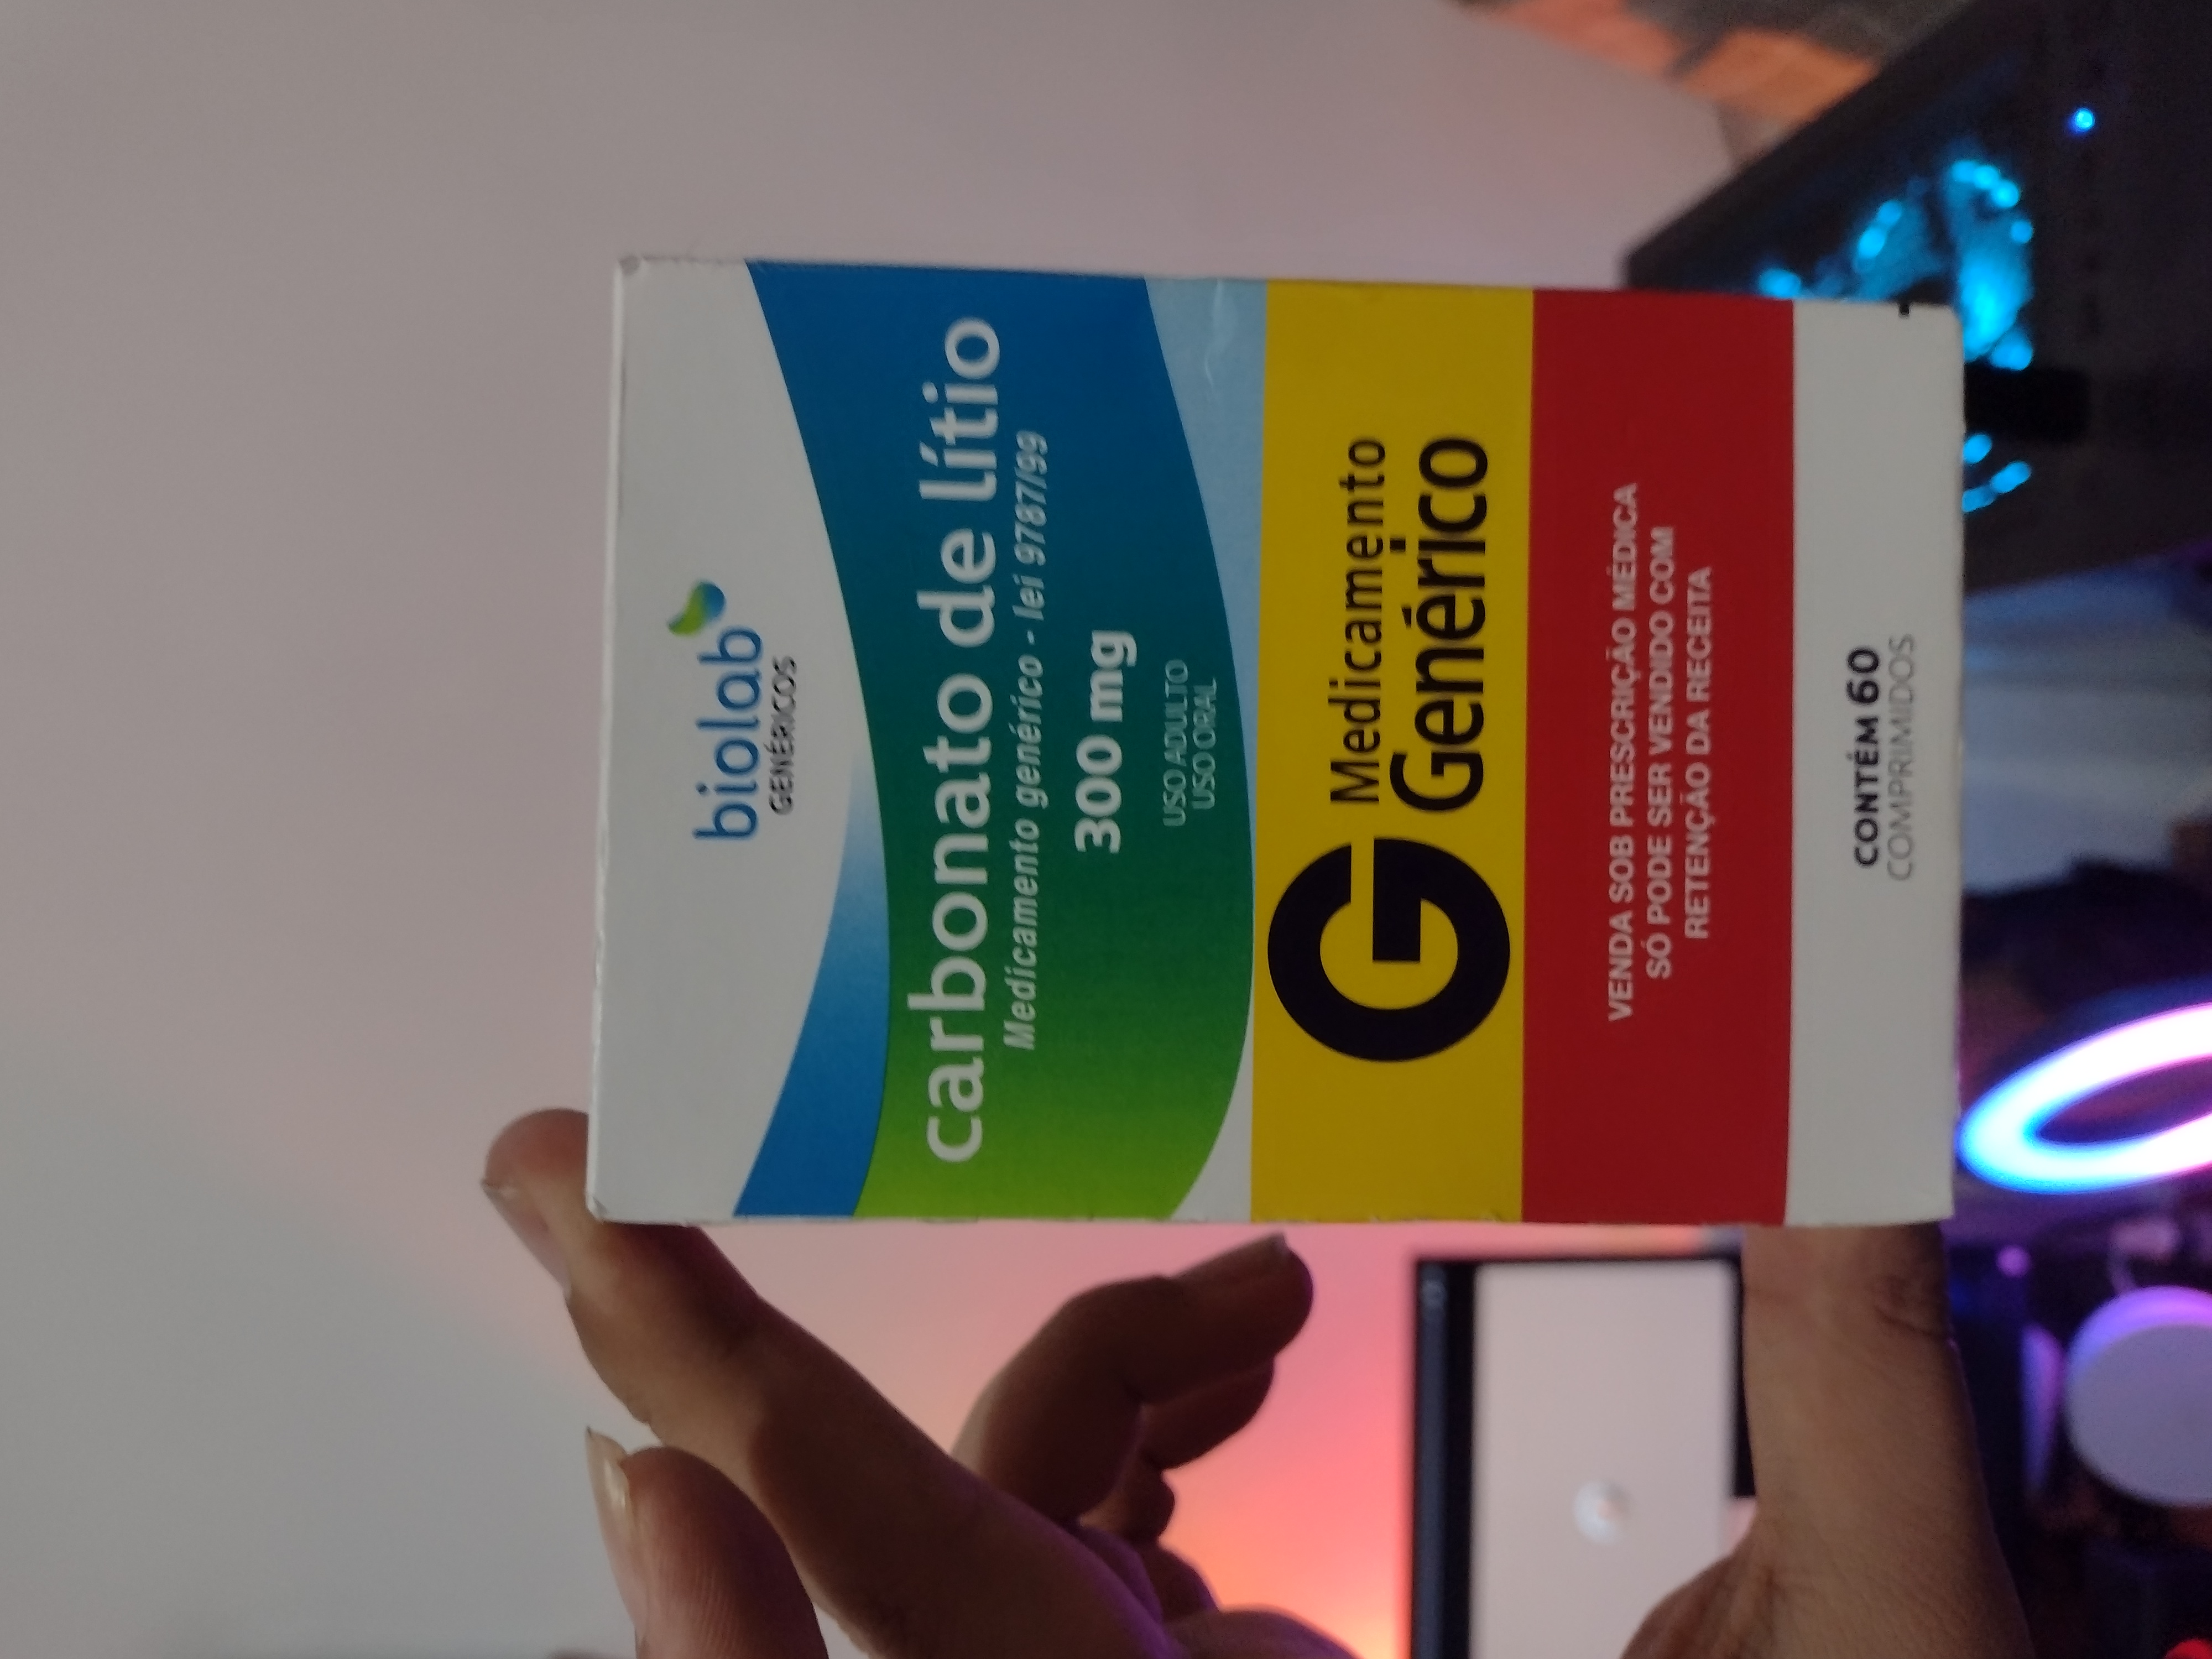 biolab
GENÉRICOS
carbonato de lítio
Medicamento genérico - lei 9787/99
300 mg
USO ADULTO
USO ORAL
G Medicamento
Genérico
VENDA SOB PRESCRIÇÃO MÉDICA
SÓ PODE SER VENDIDO COM
RETENÇÃO DA RECEITA
CONTÉM 60
COMPRIMIDOS